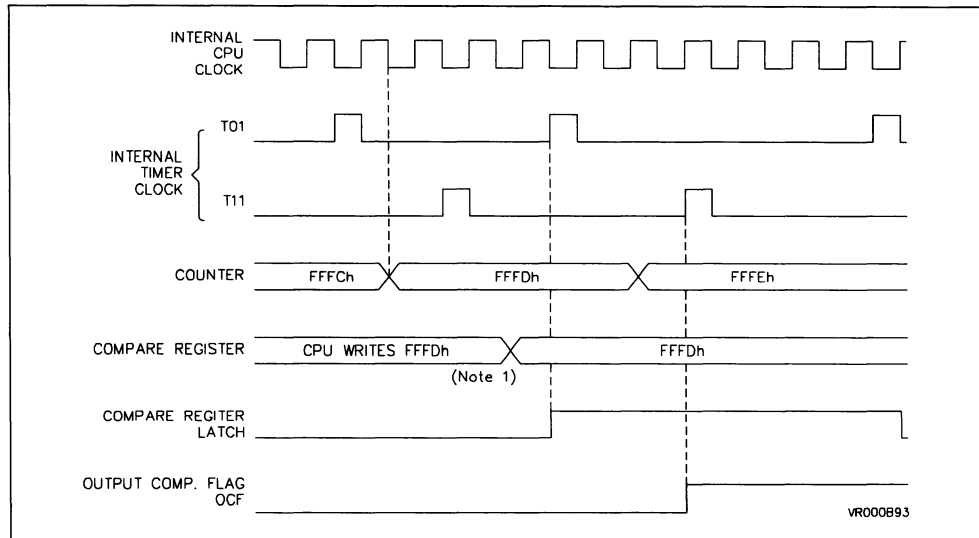 INTERNAL
CPU
CLOCK
T01
INTERNAL
TIMER
CLOCK
T11
COUNTER
FFFCh
FFFDh
FFFEh
COMPARE REGISTER
CPU WRITES FFFDh
FFFDh
(Note 1)
COMPARE REGITER
LATCH
OUTPUT COMP. FLAG
OCF
VR000B93